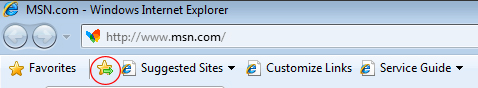 MSN.com - Windows Internet Explorer
http://www.msn.com/
Favorites Suggested Sites Customize Links Service Guide